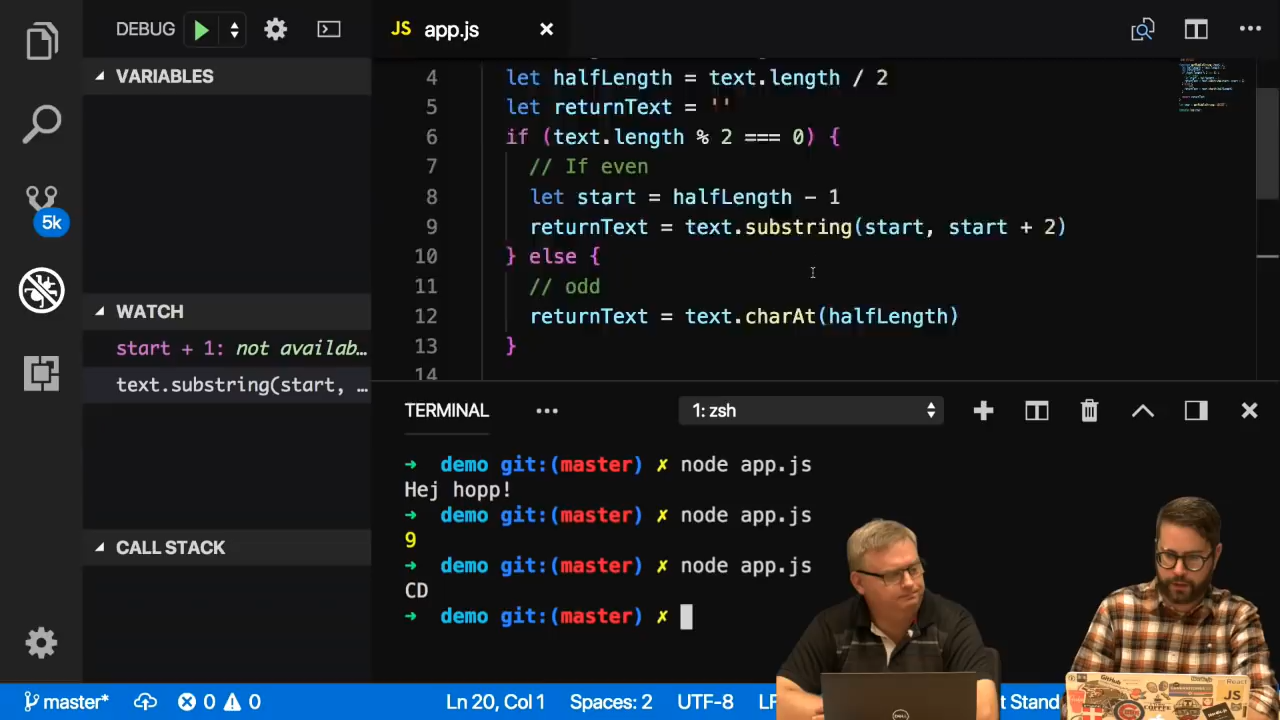 DEBUG
JS app.js
VARIABLES
4 let halfLength = text.length / 2
5 let returnText = ''
6 if (text.length % 2 === 0) {
7 // If even
8 let start = halfLength - 1
9 returnText = text.substring(start, start + 2)
10 } else {
11 // odd
12 returnText = text.charAt(halfLength)
13 }
14
5k
WATCH
start + 1: not availab…
text.substring(start, …
CALL STACK
TERMINAL
1: zsh
➜ demo git:(master) ✗ node app.js
Hej hopp!
➜ demo git:(master) ✗ node app.js
9
➜ demo git:(master) ✗ node app.js
CD
➜ demo git:(master) ✗
GitHub
React
JS
DELL
master* 0 0 Ln 20, Col 1 Spaces: 2 UTF-8 LF t Stand